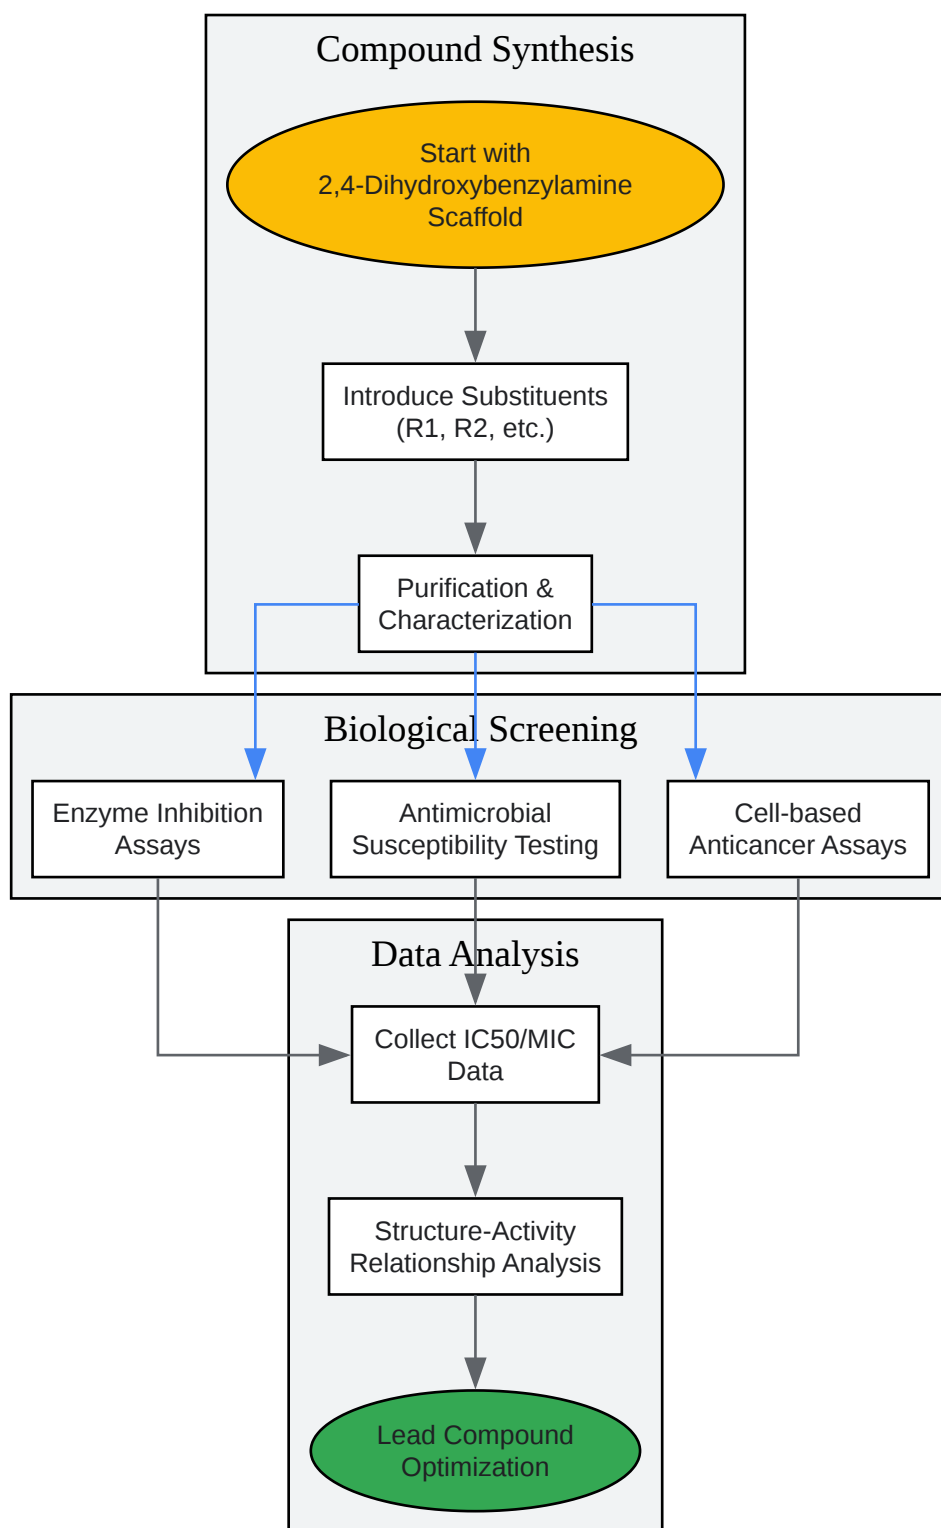 Compound Synthesis
Start with
2,4-Dihydroxybenzylamine
Scaffold
Introduce Substituents
(R1, R2, etc.)
Purification &
Characterization
Biological Screening
Enzyme Inhibition
Assays
Antimicrobial
Susceptibility Testing
Cell-based
Anticancer Assays
Data Analysis
Collect IC50/MIC
Data
Structure-Activity
Relationship Analysis
Lead Compound
Optimization